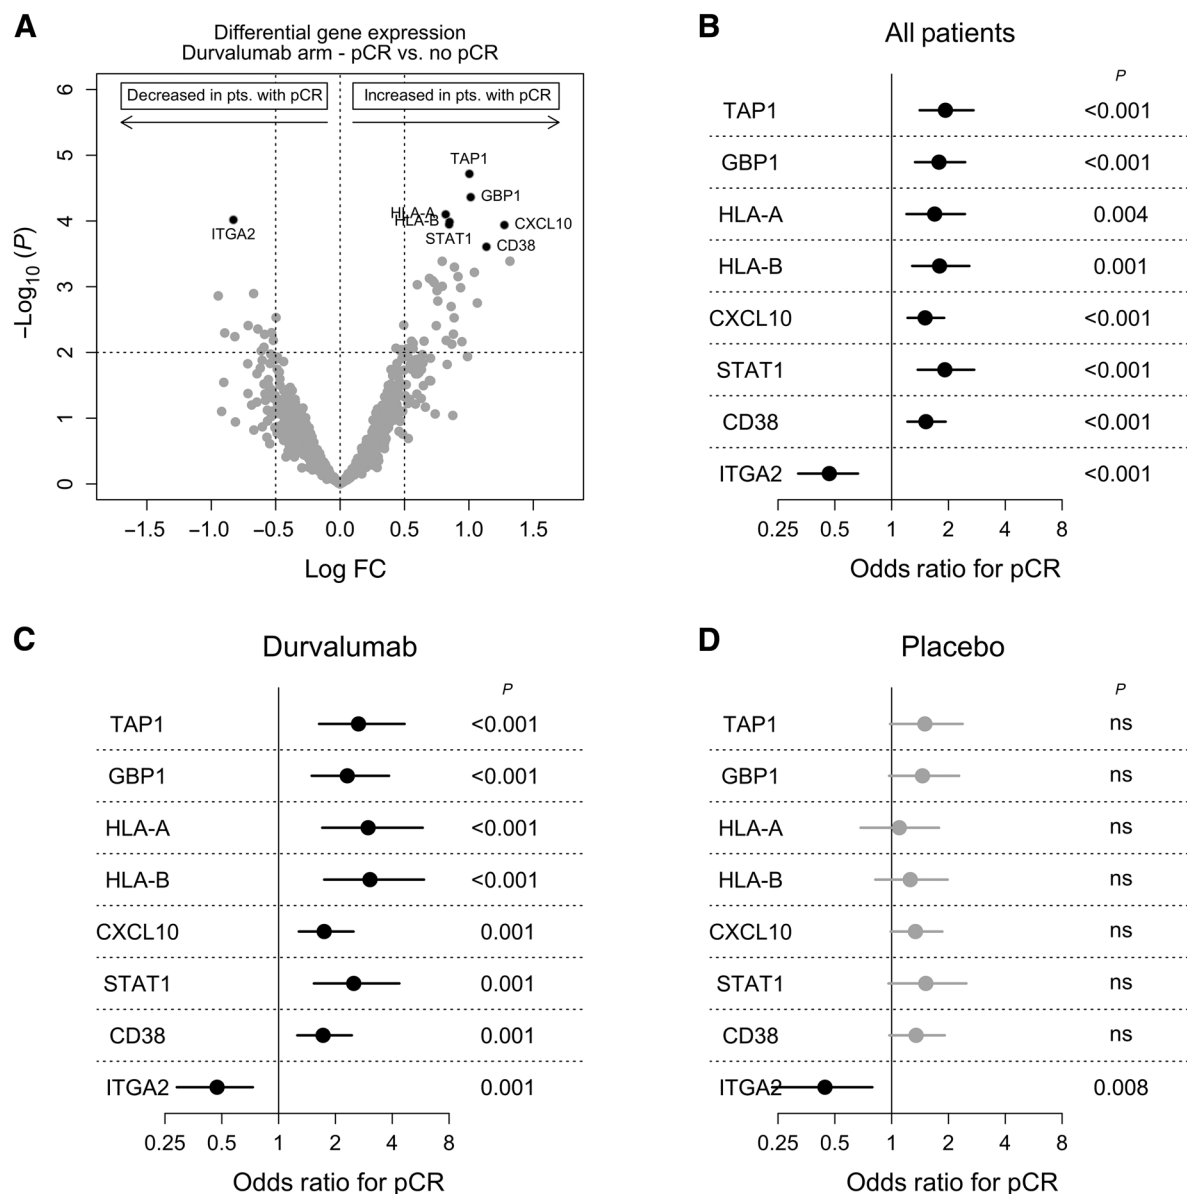 A
Differential gene expression
Durvalumab arm - pCR vs. no pCR
Decreased in pts. with pCR
Increased in pts. with pCR
6
5
4
3
2
1
0
−Log10 (P)
TAP1
GBP1
HLA-A
HLA-B
CXCL10
STAT1
CD38
ITGA2
−1.5 −1.0 −0.5 0.0 0.5 1.0 1.5
Log FC
B
All patients
P
TAP1 <0.001
GBP1 <0.001
HLA-A 0.004
HLA-B 0.001
CXCL10 <0.001
STAT1 <0.001
CD38 <0.001
ITGA2 <0.001
0.25 0.5 1 2 4 8
Odds ratio for pCR
C
Durvalumab
P
TAP1 <0.001
GBP1 <0.001
HLA-A <0.001
HLA-B <0.001
CXCL10 0.001
STAT1 0.001
CD38 0.001
ITGA2 0.001
0.25 0.5 1 2 4 8
Odds ratio for pCR
D
Placebo
P
TAP1 ns
GBP1 ns
HLA-A ns
HLA-B ns
CXCL10 ns
STAT1 ns
CD38 ns
ITGA2 0.008
0.25 0.5 1 2 4 8
Odds ratio for pCR